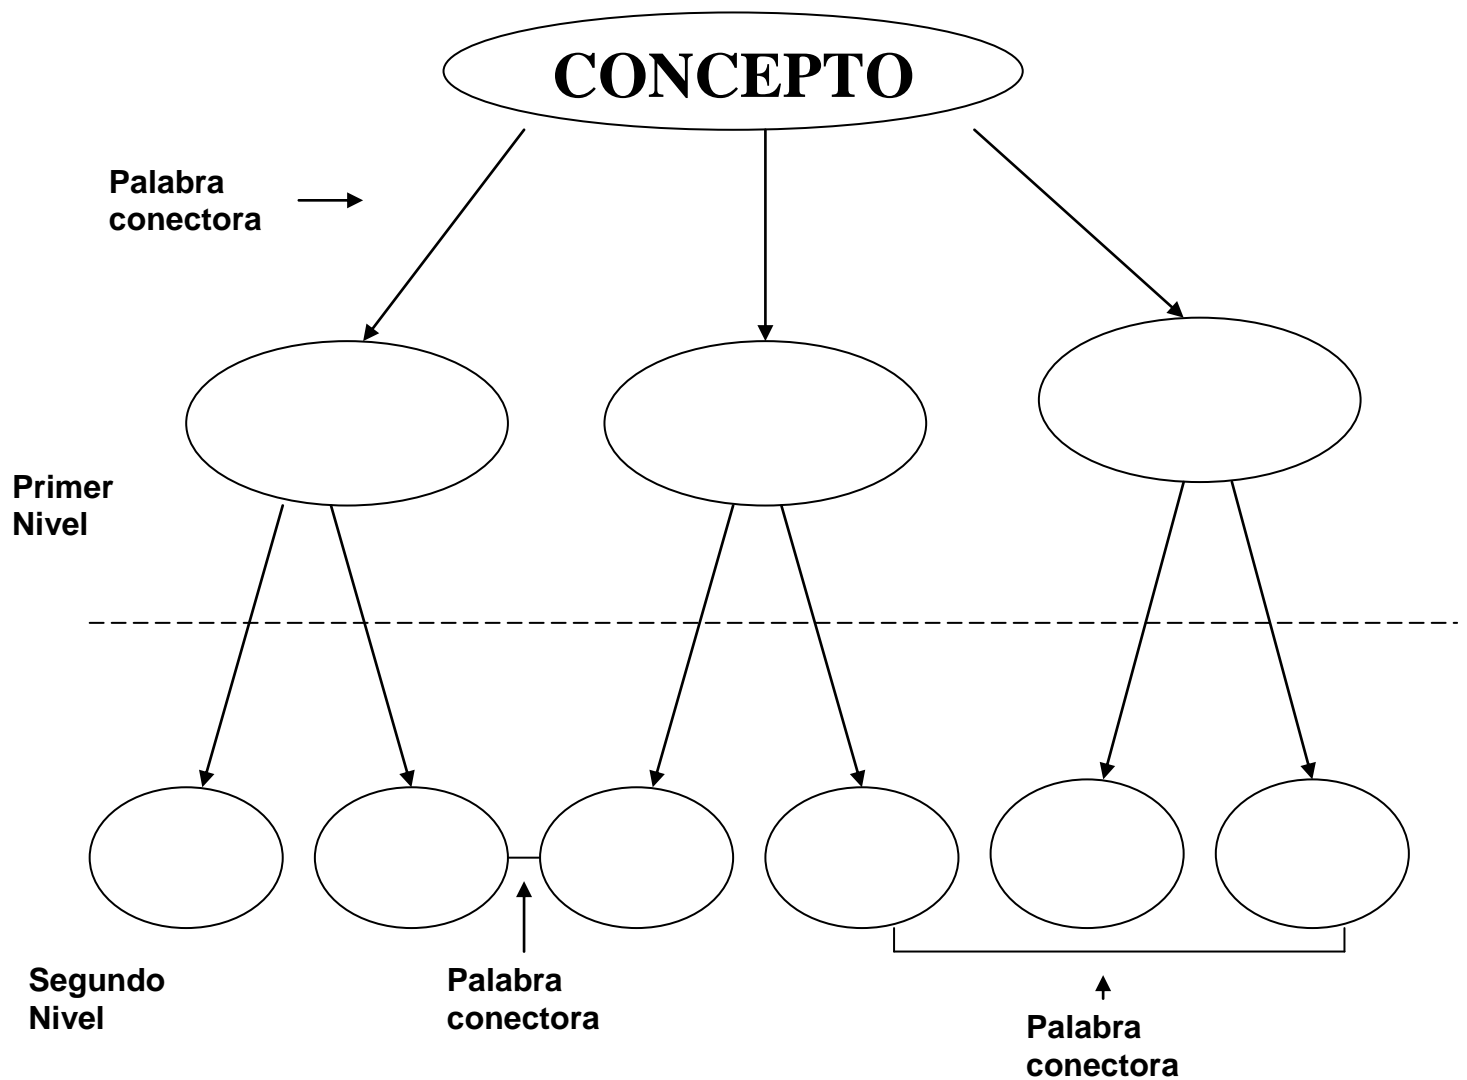 CONCEPTO
Palabra
conectora
Primer
Nivel
Segundo
Nivel
Palabra
conectora
Palabra
conectora